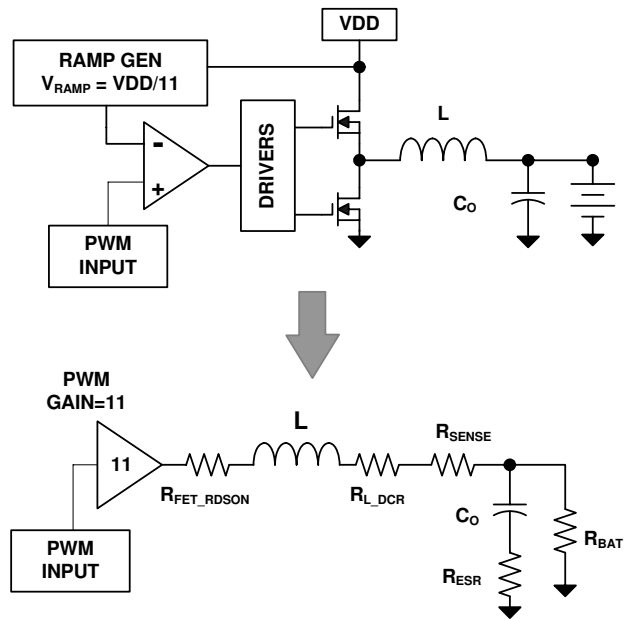 VDD
RAMP GEN
VRAMP = VDD/11
L
-
+
DRIVERS
CO
PWM
INPUT
PWM
GAIN=11
L
RSENSE
11
RFET_RDSON
RL_DCR
CO
RBAT
PWM
INPUT
RESR